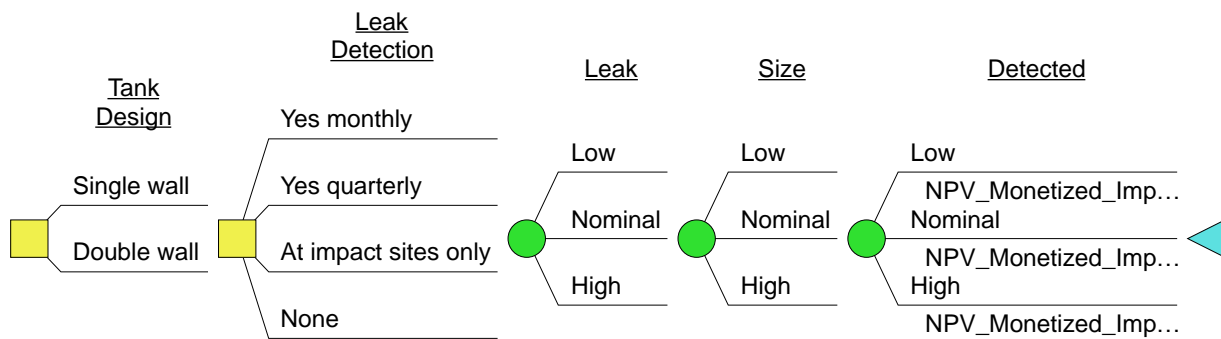 Tank
Design
Single wall
Double wall
Leak
Detection
Yes monthly
Yes quarterly
At impact sites only
None
Leak
Low
Nominal
High
Size
Low
Nominal
High
Detected
Low
NPV_Monetized_Imp...
Nominal
NPV_Monetized_Imp...
High
NPV_Monetized_Imp...